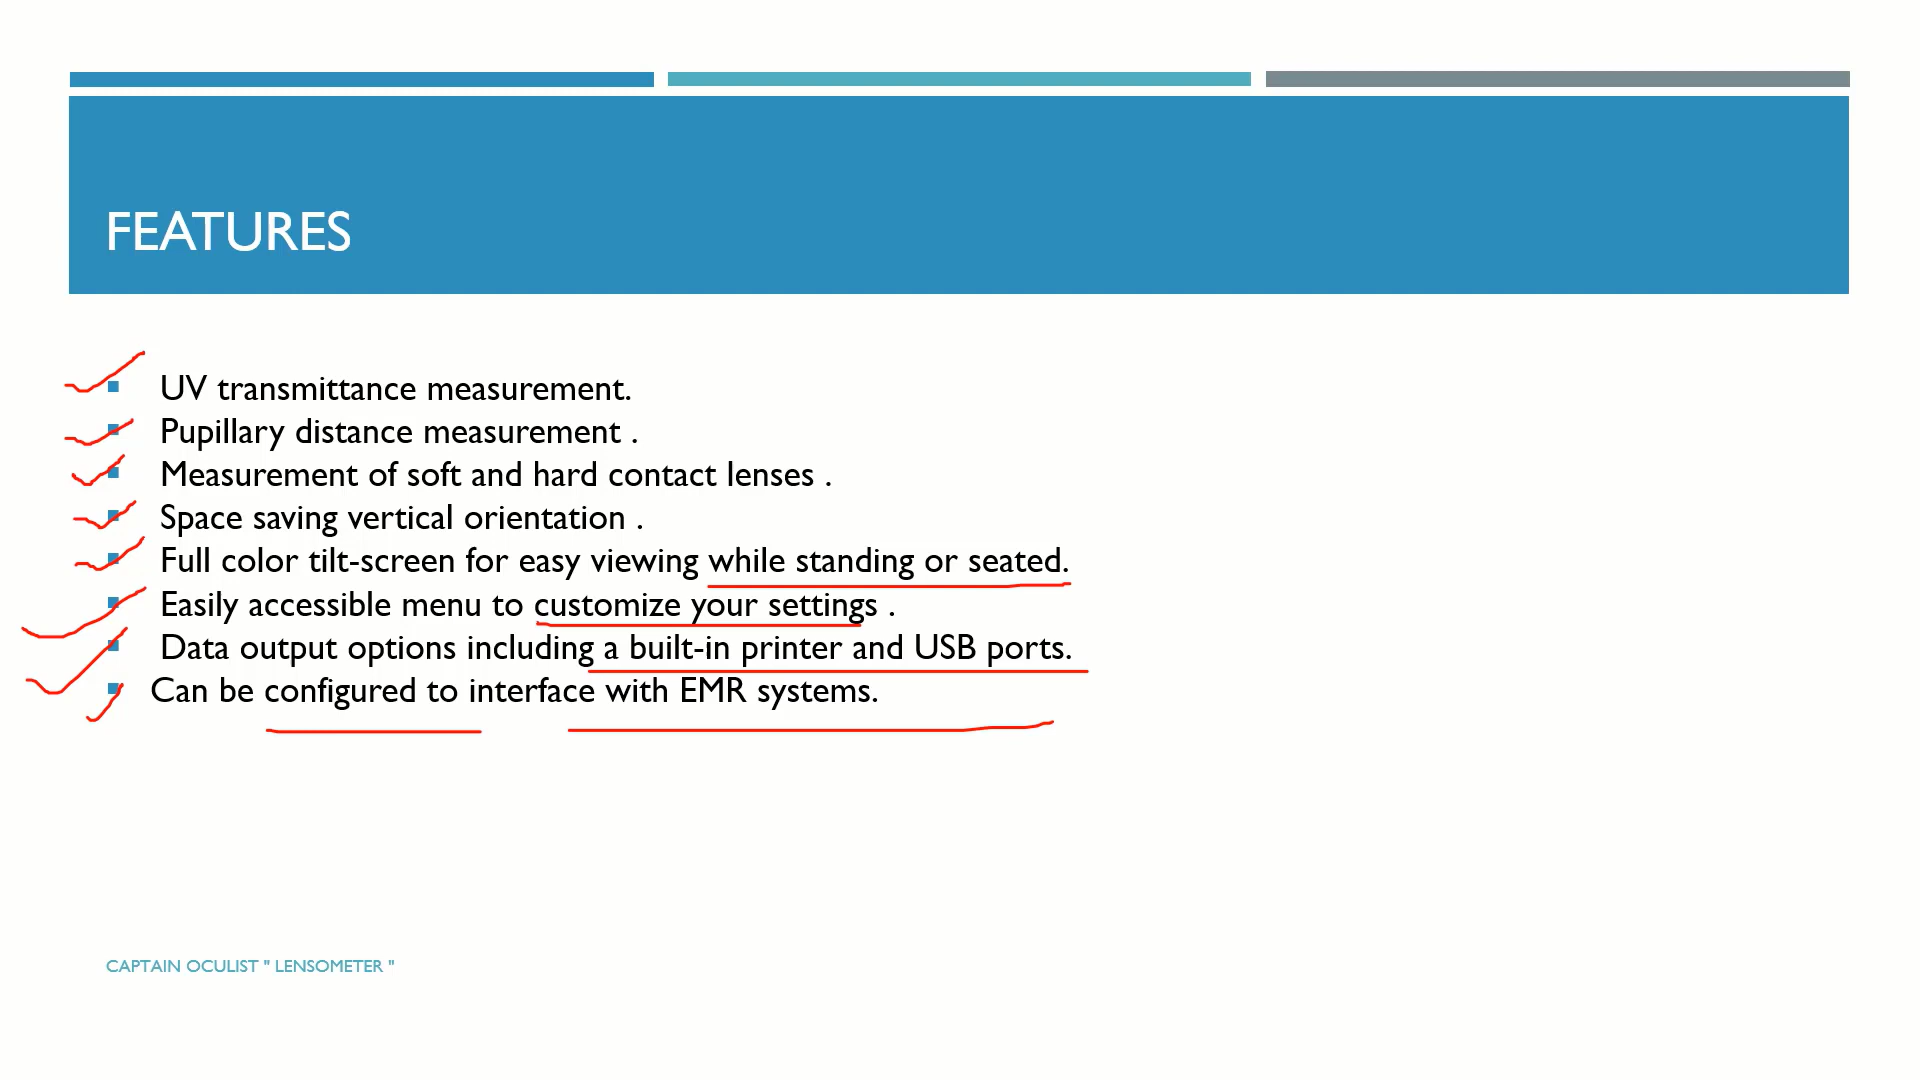 FEATURES
UV transmittance measurement.
Pupillary distance measurement .
Measurement of soft and hard contact lenses .
Space saving vertical orientation .
Full color tilt-screen for easy viewing while standing or seated.
Easily accessible menu to customize your settings .
Data output options including a built-in printer and USB ports.
Can be configured to interface with EMR systems.
CAPTAIN OCULIST " LENSOMETER "